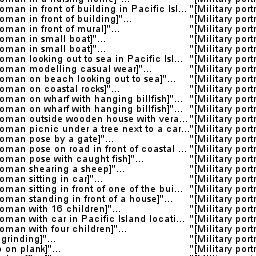 oman in front of building in Pacific Isl... "[Military portr
oman in front of building]"... "[Military portr
oman in front of mural]"... "[Military portr
oman in small boat]"... "[Military portr
oman in small boat]"... "[Military portr
oman looking out to sea in Pacific Isl... "[Military portr
oman modelling casual wear]"... "[Military portr
oman on beach looking out to sea]"... "[Military portr
oman on coastal rocks]"... "[Military portr
oman on wharf with hanging billfish]"... "[Military portr
oman on wharf with hanging billfish]"... "[Military portr
oman outside wooden house with vera... "[Military portr
oman picnic under a tree next to a car... "[Military portr
oman pose by a gate]"... "[Military portr
oman pose on road in front of coastal ... "[Military portr
oman pose with caught fish]"... "[Military portr
oman shearing a sheep]"... "[Military portr
oman sitting in car]"... "[Military portr
oman sitting in front of one of the bui... "[Military portr
oman standing in front of a house]"... "[Military portr
oman with 16 children]"... "[Military portr
oman with car in Pacific Island locati... "[Military portr
oman with four children]"... "[Military portr
grinding]"... "[Military portr
on plank]"... "[Military portr